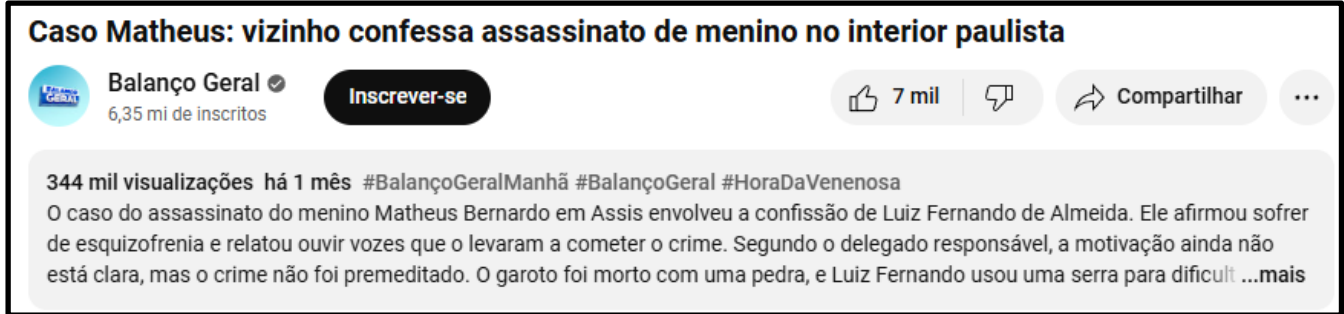 Caso Matheus: vizinho confessa assassinato de menino no interior paulista
BALANÇO GERAL
Balanço Geral
6,35 mi de inscritos
Inscrever-se
7 mil
Compartilhar
344 mil visualizações há 1 mês #BalançoGeralManhã #BalançoGeral #HoraDaVenenosa
O caso do assassinato do menino Matheus Bernardo em Assis envolveu a confissão de Luiz Fernando de Almeida. Ele afirmou sofrer
de esquizofrenia e relatou ouvir vozes que o levaram a cometer o crime. Segundo o delegado responsável, a motivação ainda não
está clara, mas o crime não foi premeditado. O garoto foi morto com uma pedra, e Luiz Fernando usou uma serra para dificult ...mais